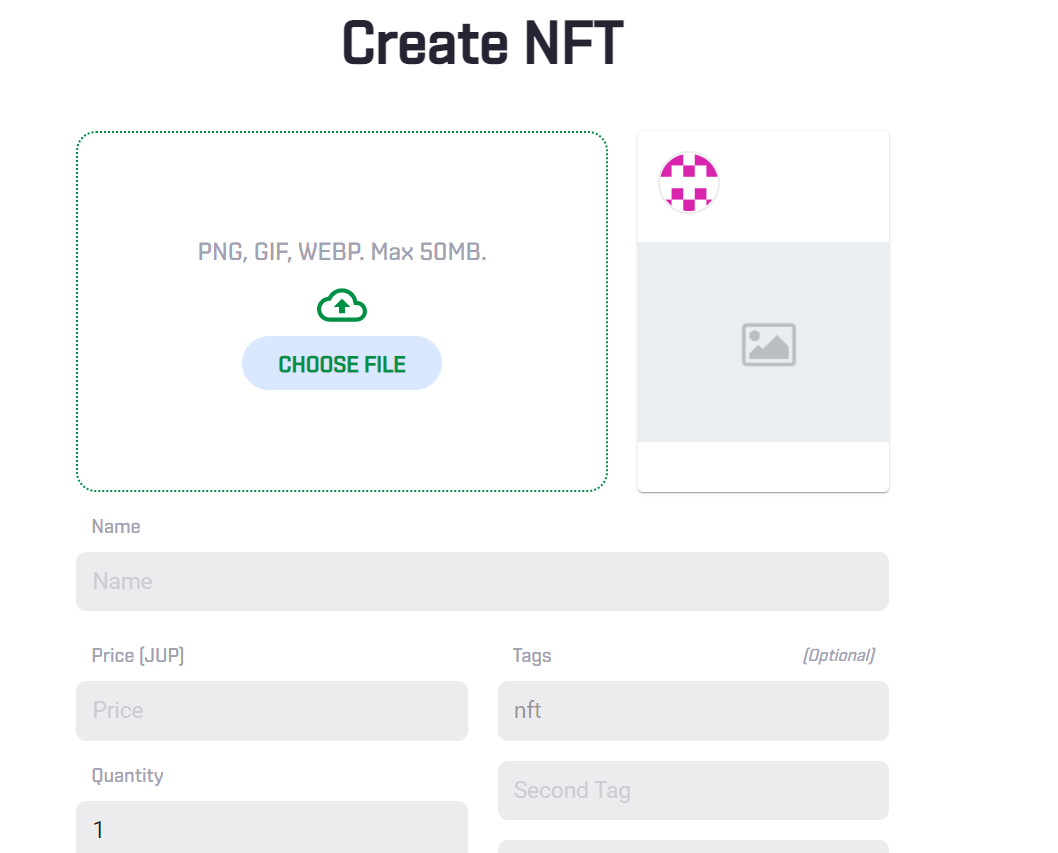 Create NFT
PNG, GIF, WEBP. Max 50MB.
CHOOSE FILE
Name
Name
Price (JUP)
Price
Tags (Optional)
nft
Quantity
1
Second Tag